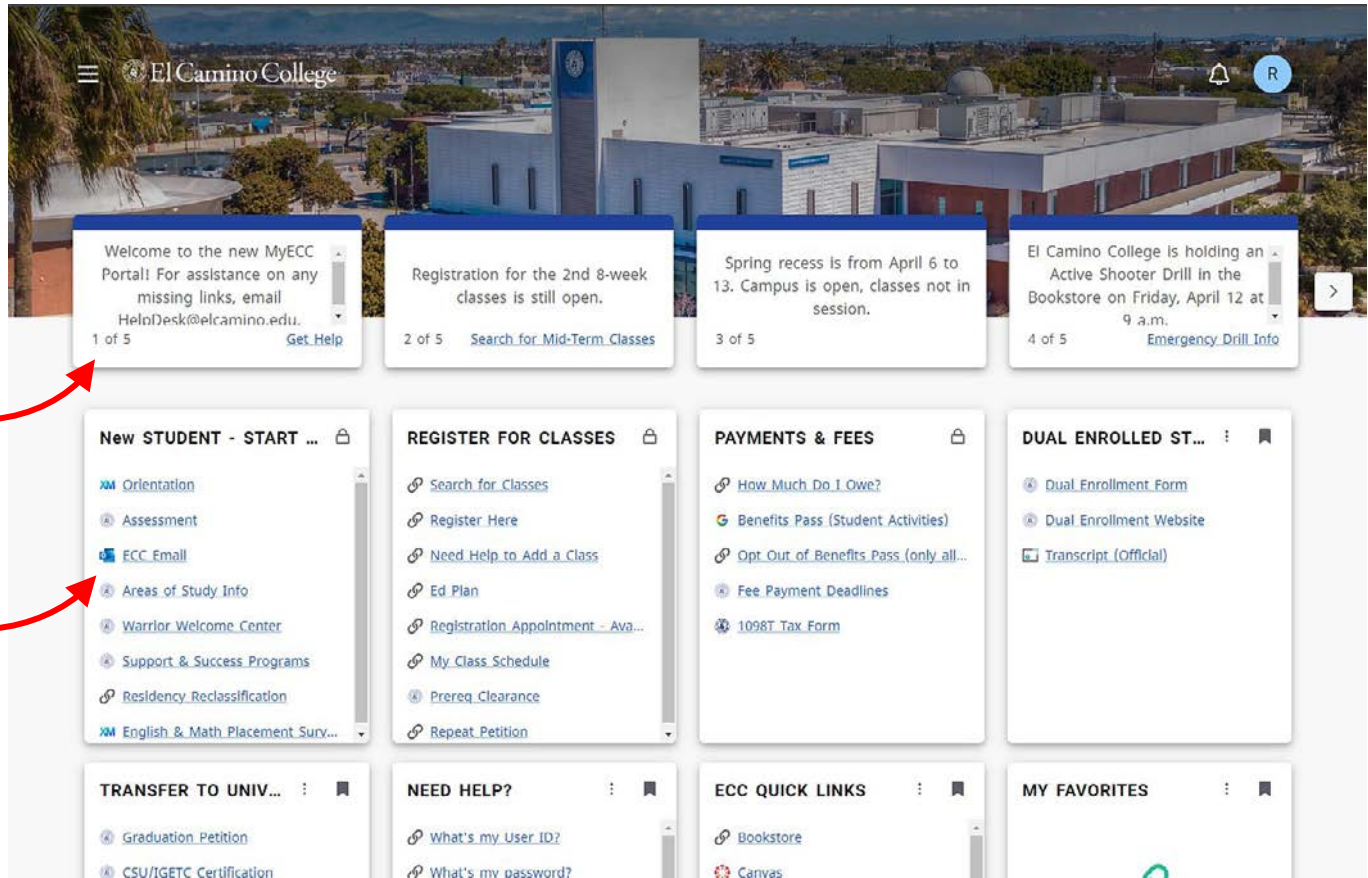 El Camino College
R
Welcome to the new MyECC
Portal! For assistance on any
missing links, email
HelpDesk@elcamino.edu.
1 of 5 Get Help
Registration for the 2nd 8-week
classes is still open.
2 of 5 Search for Mid-Term Classes
Spring recess is from April 6 to
13. Campus is open, classes not in
session.
3 of 5
El Camino College is holding an
Active Shooter Drill in the
Bookstore on Friday, April 12 at
9 a.m.
4 of 5 Emergency Drill Info
New STUDENT - START ...
XM Orientation
Assessment
ECC Email
Areas of Study Info
Warrior Welcome Center
Support & Success Programs
Residency Reclassification
XM English & Math Placement Surv...
REGISTER FOR CLASSES
Search for Classes
Register Here
Need Help to Add a Class
Ed Plan
Registration Appointment - Ava...
My Class Schedule
Prereq Clearance
Repeat Petition
PAYMENTS & FEES
How Much Do I Owe?
G Benefits Pass (Student Activities)
Opt Out of Benefits Pass (only all...
Fee Payment Deadlines
1098T Tax Form
DUAL ENROLLED ST...
Dual Enrollment Form
Dual Enrollment Website
Transcript (Official)
TRANSFER TO UNIV...
Graduation Petition
CSU/IGETC Certification
NEED HELP?
What's my User ID?
What's my password?
ECC QUICK LINKS
Bookstore
Canvas
MY FAVORITES